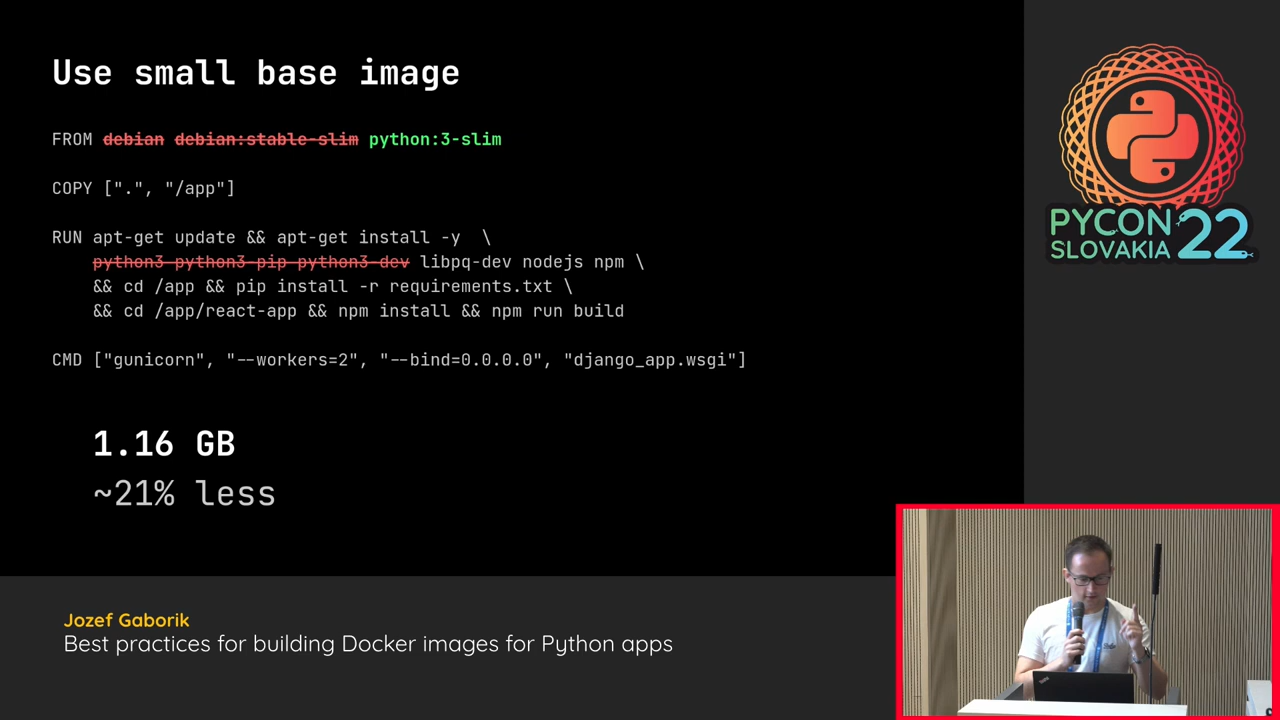 Use small base image
FROM debian debian:stable-slim python:3-slim
COPY [".", "/app"]
RUN apt-get update && apt-get install -y  \
python3 python3-pip python3-dev libpq-dev nodejs npm \
&& cd /app && pip install -r requirements.txt \
&& cd /app/react-app && npm install && npm run build
CMD ["gunicorn", "--workers=2", "--bind=0.0.0.0", "django_app.wsgi"]
1.16 GB
~21% less
PYCON
SLOVAKIA 22
Jozef Gaborik
Best practices for building Docker images for Python apps